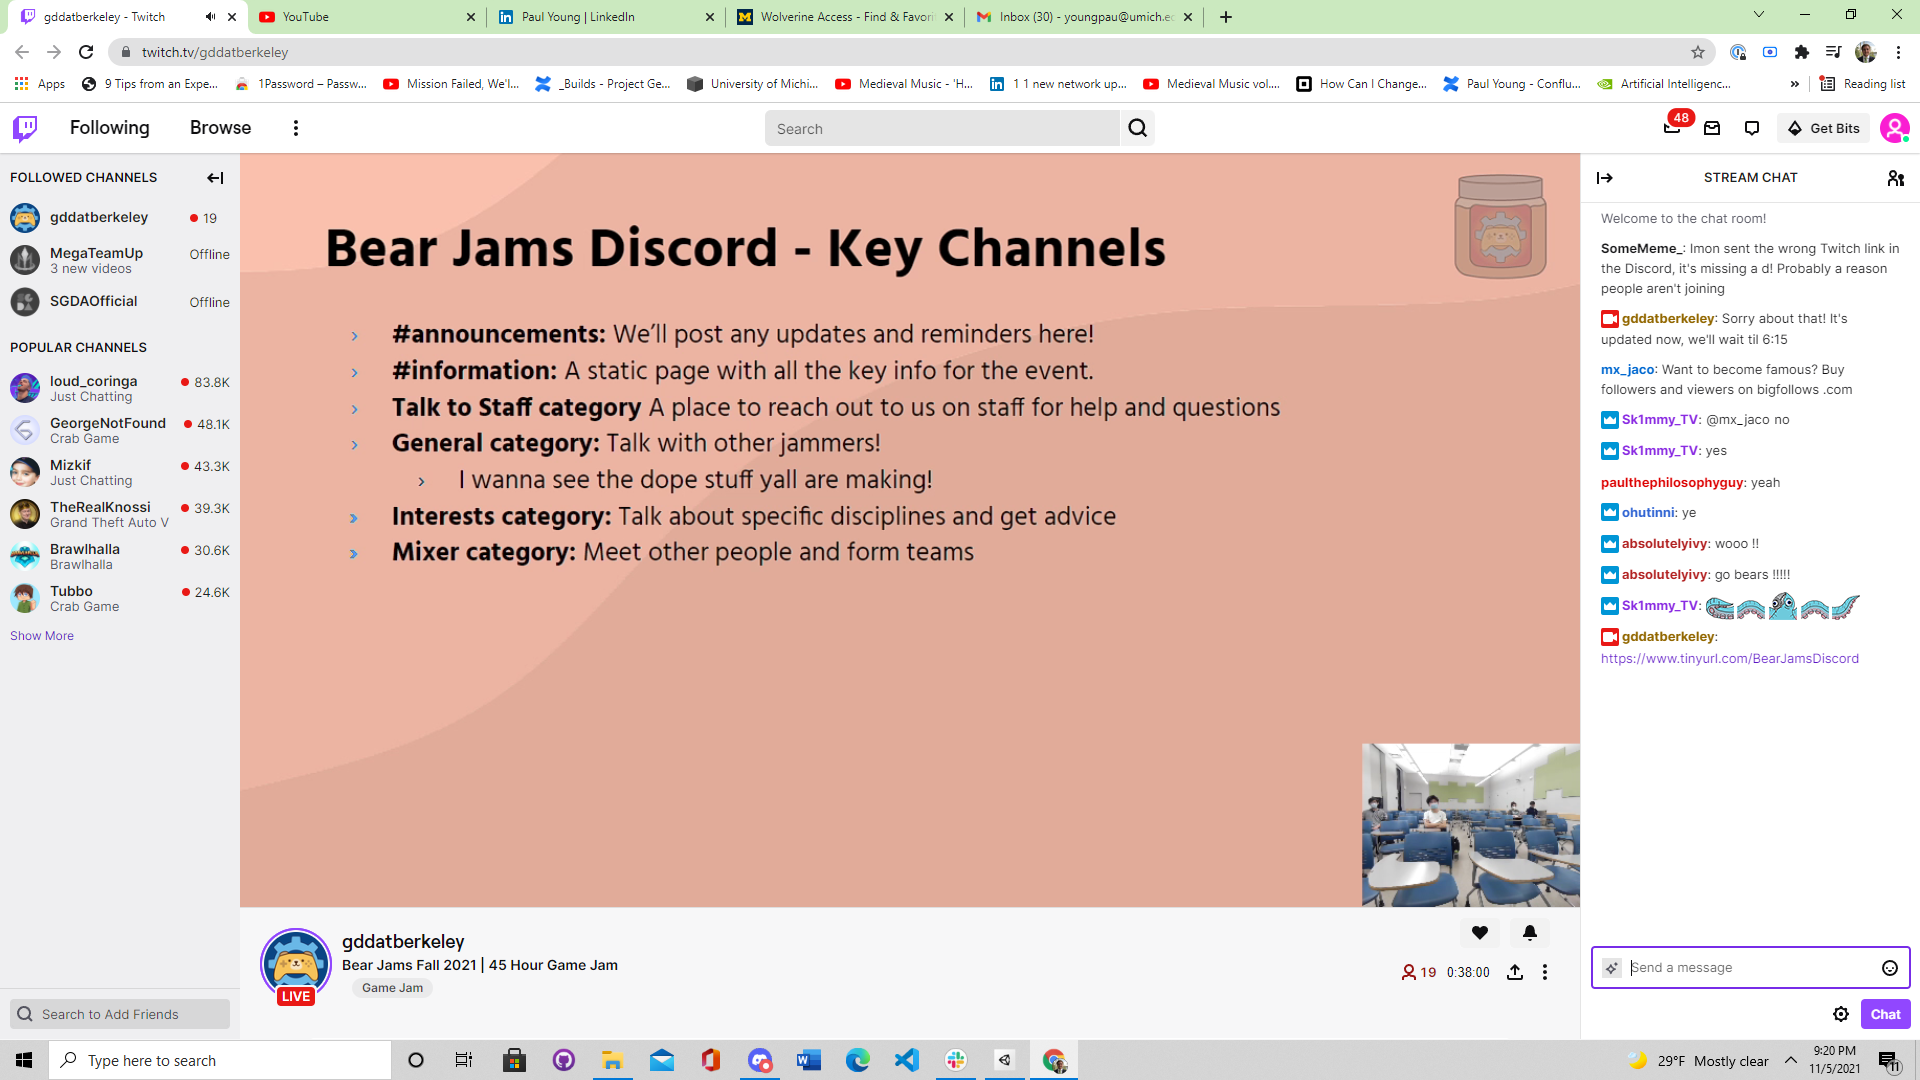 gddatberkeley - Twitch
YouTube
Paul Young | LinkedIn
Wolverine Access - Find & Favori
Inbox (30) - youngpau@umich.ed
twitch.tv/gddatberkeley
Apps
9 Tips from an Expe...
1Password – Passw...
Mission Failed, We'l...
_Builds - Project Ge...
University of Michi...
Medieval Music - 'H...
1 1 new network up...
Medieval Music vol....
How Can I Change...
Paul Young - Conflu...
Artificial Intelligenc...
»
Reading list
Following
Browse
Search
48
Get Bits
FOLLOWED CHANNELS
gddatberkeley
19
MegaTeamUp
Offline
3 new videos
SGDAOfficial
Offline
POPULAR CHANNELS
loud_coringa
83.8K
Just Chatting
GeorgeNotFound
48.1K
Crab Game
Mizkif
43.3K
Just Chatting
TheRealKnossi
39.3K
Grand Theft Auto V
Brawlhalla
30.6K
Brawlhalla
Tubbo
24.6K
Crab Game
Show More
Search to Add Friends
Bear Jams Discord - Key Channels
#announcements: We'll post any updates and reminders here!
#information: A static page with all the key info for the event.
Talk to Staff category A place to reach out to us on staff for help and questions
General category: Talk with other jammers!
I wanna see the dope stuff yall are making!
Interests category: Talk about specific disciplines and get advice
Mixer category: Meet other people and form teams
LIVE
gddatberkeley
Bear Jams Fall 2021 | 45 Hour Game Jam
Game Jam
19
0:38:00
STREAM CHAT
Welcome to the chat room!
SomeMeme_: Imon sent the wrong Twitch link in
the Discord, it's missing a d! Probably a reason
people aren't joining
gddatberkeley: Sorry about that! It's
updated now, we'll wait til 6:15
mx_jaco: Want to become famous? Buy
followers and viewers on bigfollows .com
Sk1mmy_TV: @mx_jaco no
Sk1mmy_TV: yes
paulthephilosophyguy: yeah
ohutinni: ye
absolutelyivy: wooo !!
absolutelyivy: go bears !!!!!
Sk1mmy_TV:
gddatberkeley:
https://www.tinyurl.com/BearJamsDiscord
Send a message
Chat
Type here to search
29°F Mostly clear
9:20 PM
11/5/2021
11